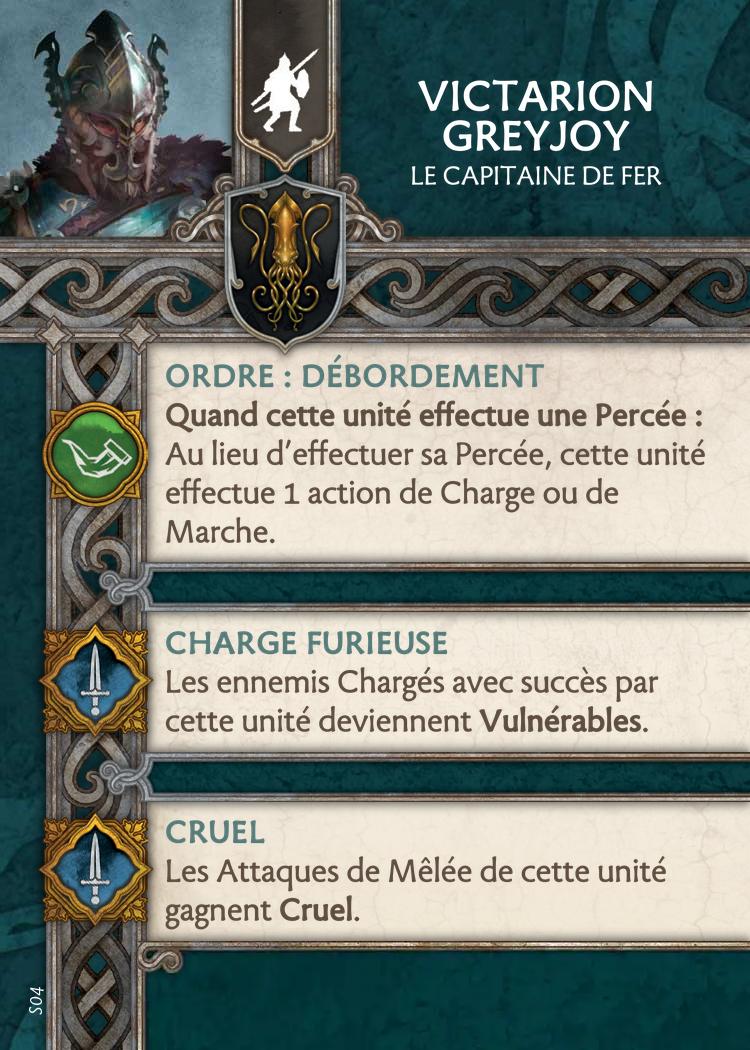 VICTARION
GREYJOY
LE CAPITAINE DE FER
ORDRE : DÉBORDEMENT
Quand cette unité effectue une Percée :
Au lieu d'effectuer sa Percée, cette unité
effectue 1 action de Charge ou de
Marche.
CHARGE FURIEUSE
Les ennemis Chargés avec succès par
cette unité deviennent Vulnérables.
CRUEL
Les Attaques de Mêlée de cette unité
gagnent Cruel.
S04